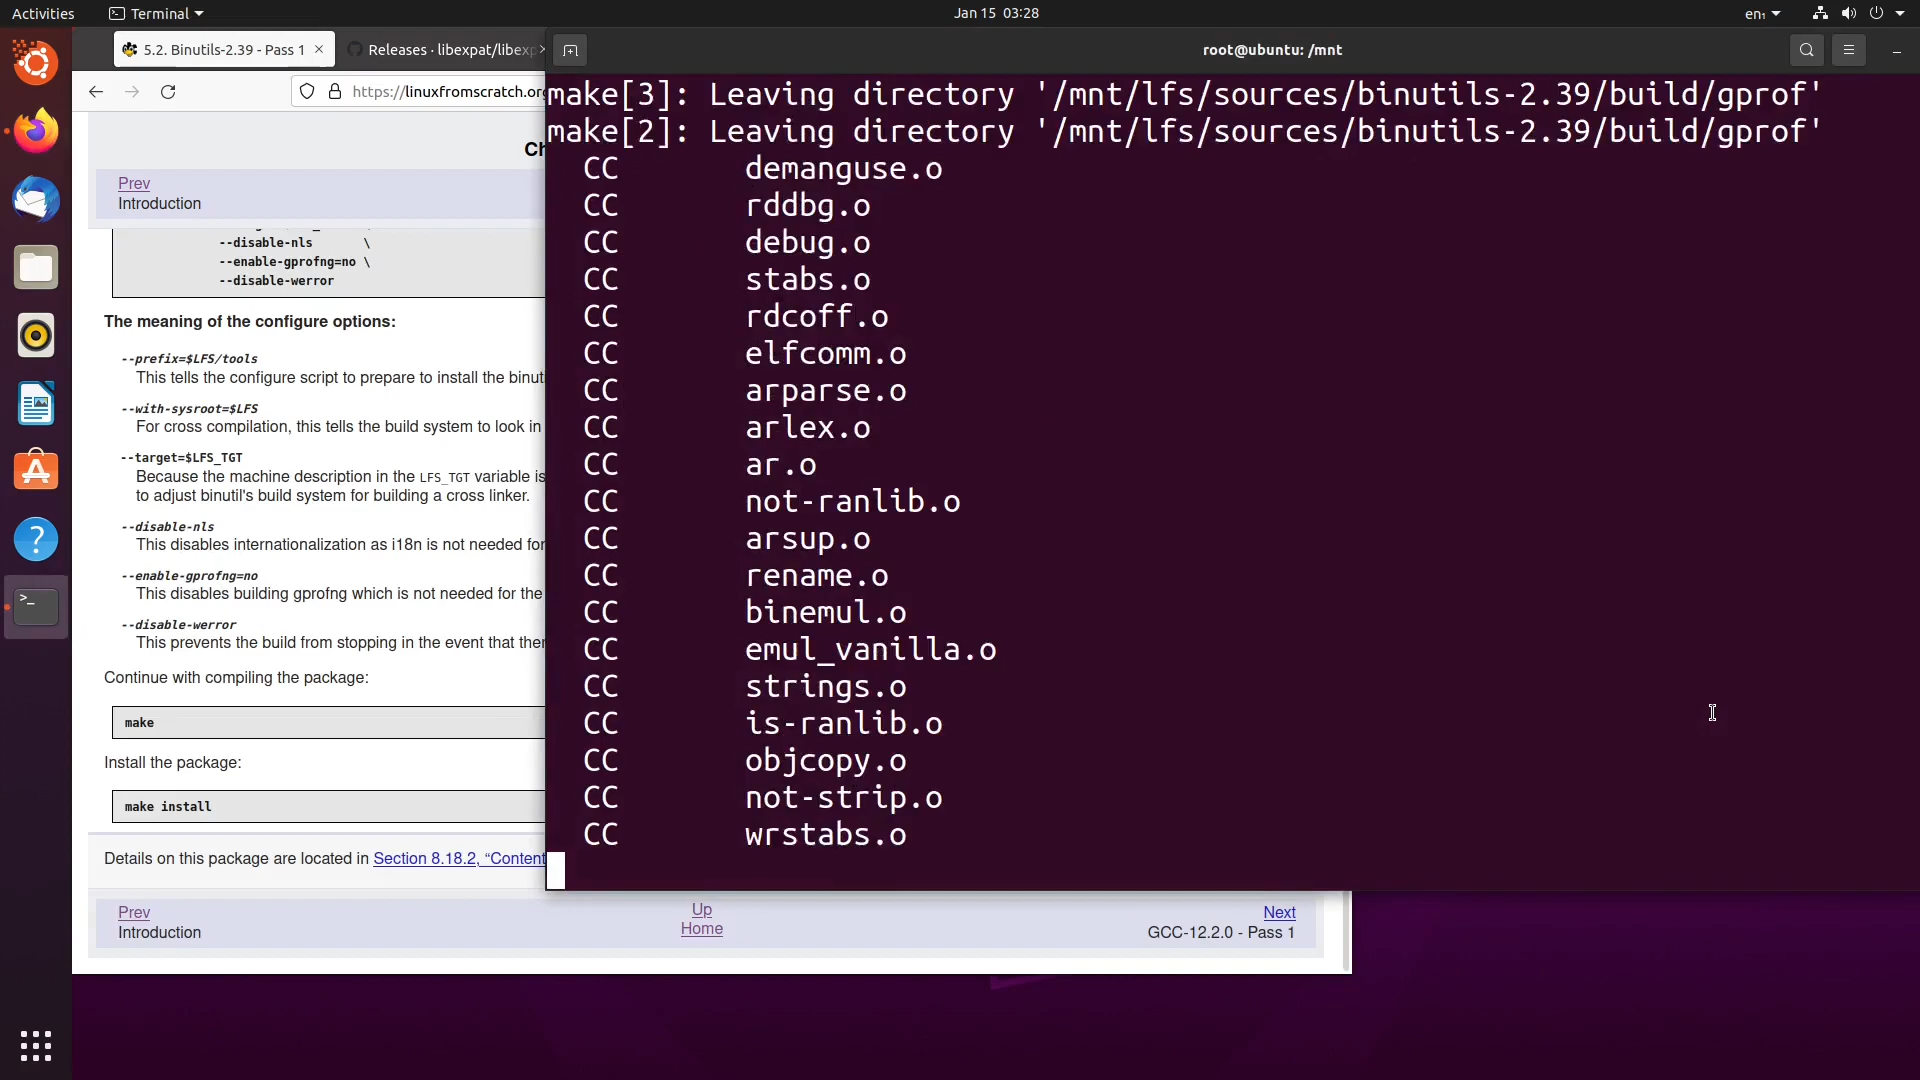 Activities
Terminal
Jan 15 03:28
en₁
5.2. Binutils-2.39 - Pass 1
Releases · libexpat/libexp
root@ubuntu: /mnt
https://linuxfromscratch.org
Prev
Introduction
--disable-nls \
--enable-gprofng=no \
--disable-werror
The meaning of the configure options:
--prefix=$LFS/tools
This tells the configure script to prepare to install the binut
--with-sysroot=$LFS
For cross compilation, this tells the build system to look in
--target=$LFS_TGT
Because the machine description in the LFS_TGT variable is
to adjust binutil's build system for building a cross linker.
--disable-nls
This disables internationalization as i18n is not needed for
--enable-gprofng=no
This disables building gprofng which is not needed for the
--disable-werror
This prevents the build from stopping in the event that ther
Continue with compiling the package:
make
Install the package:
make install
Details on this package are located in Section 8.18.2, “Content
Prev
Introduction
Up
Home
Next
GCC-12.2.0 - Pass 1
make[3]: Leaving directory '/mnt/lfs/sources/binutils-2.39/build/gprof'
make[2]: Leaving directory '/mnt/lfs/sources/binutils-2.39/build/gprof'
CC demanguse.o
CC rddbg.o
CC debug.o
CC stabs.o
CC rdcoff.o
CC elfcomm.o
CC arparse.o
CC arlex.o
CC ar.o
CC not-ranlib.o
CC arsup.o
CC rename.o
CC binemul.o
CC emul_vanilla.o
CC strings.o
CC is-ranlib.o
CC objcopy.o
CC not-strip.o
CC wrstabs.o